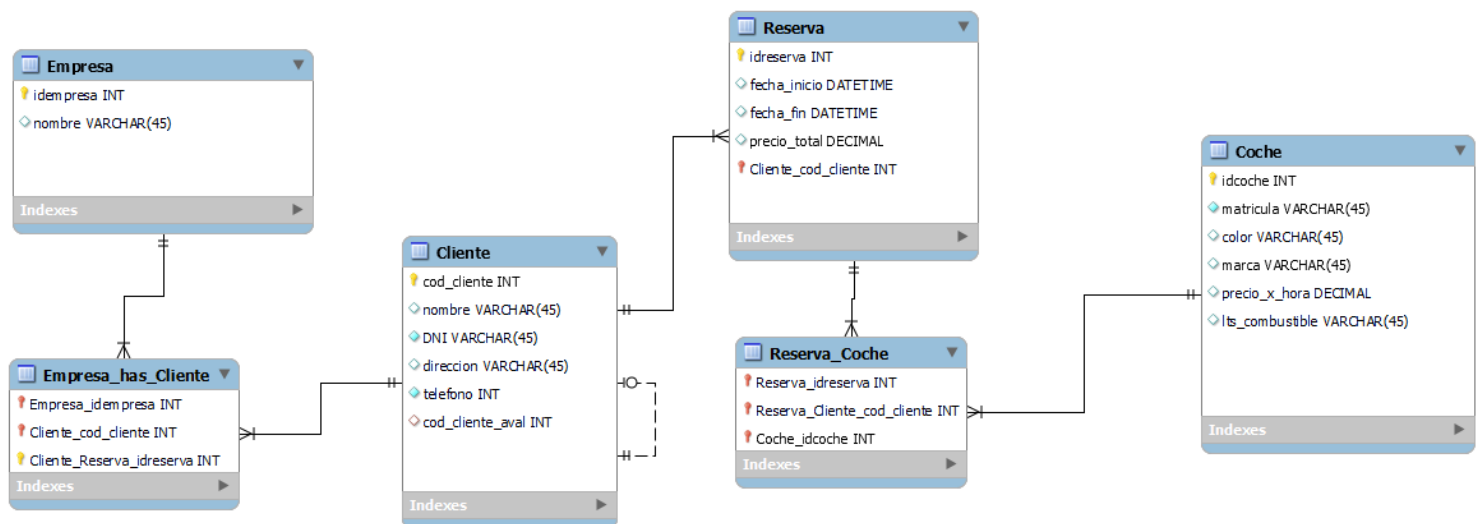 Empresa
idempresa INT
nombre VARCHAR(45)
Indexes
Empresa_has_Cliente
Empresa_idempresa INT
Cliente_cod_cliente INT
Cliente_Reserva_idreserva INT
Indexes
Cliente
cod_cliente INT
nombre VARCHAR(45)
DNI VARCHAR(45)
direccion VARCHAR(45)
telefono INT
cod_cliente_aval INT
Indexes
Reserva
idreserva INT
fecha_inicio DATETIME
fecha_fin DATETIME
precio_total DECIMAL
Cliente_cod_cliente INT
Indexes
Reserva_Coche
Reserva_idreserva INT
Reserva_Cliente_cod_cliente INT
Coche_idcoche INT
Indexes
Coche
idcoche INT
matricula VARCHAR(45)
color VARCHAR(45)
marca VARCHAR(45)
precio_x_hora DECIMAL
lts_combustible VARCHAR(45)
Indexes